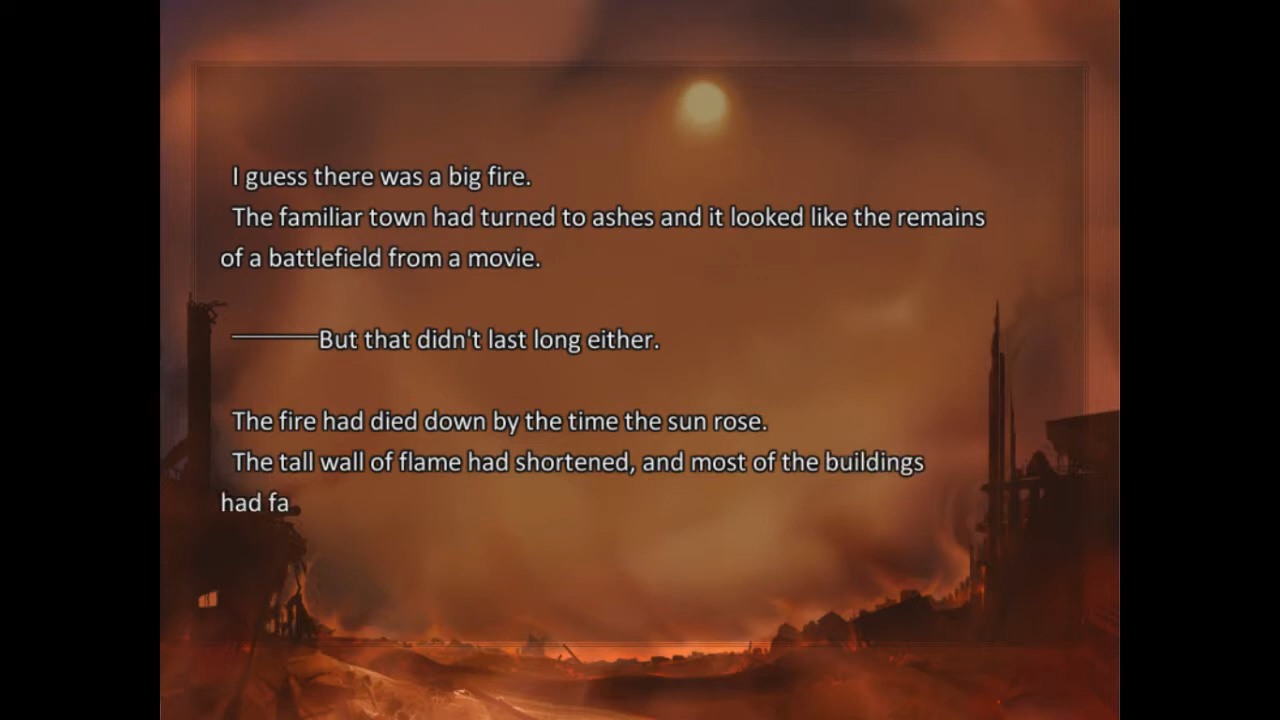 I guess there was a big fire.
The familiar town had turned to ashes and it looked like the remains
of a battlefield from a movie.
———But that didn't last long either.
The fire had died down by the time the sun rose.
The tall wall of flame had shortened, and most of the buildings
had fa